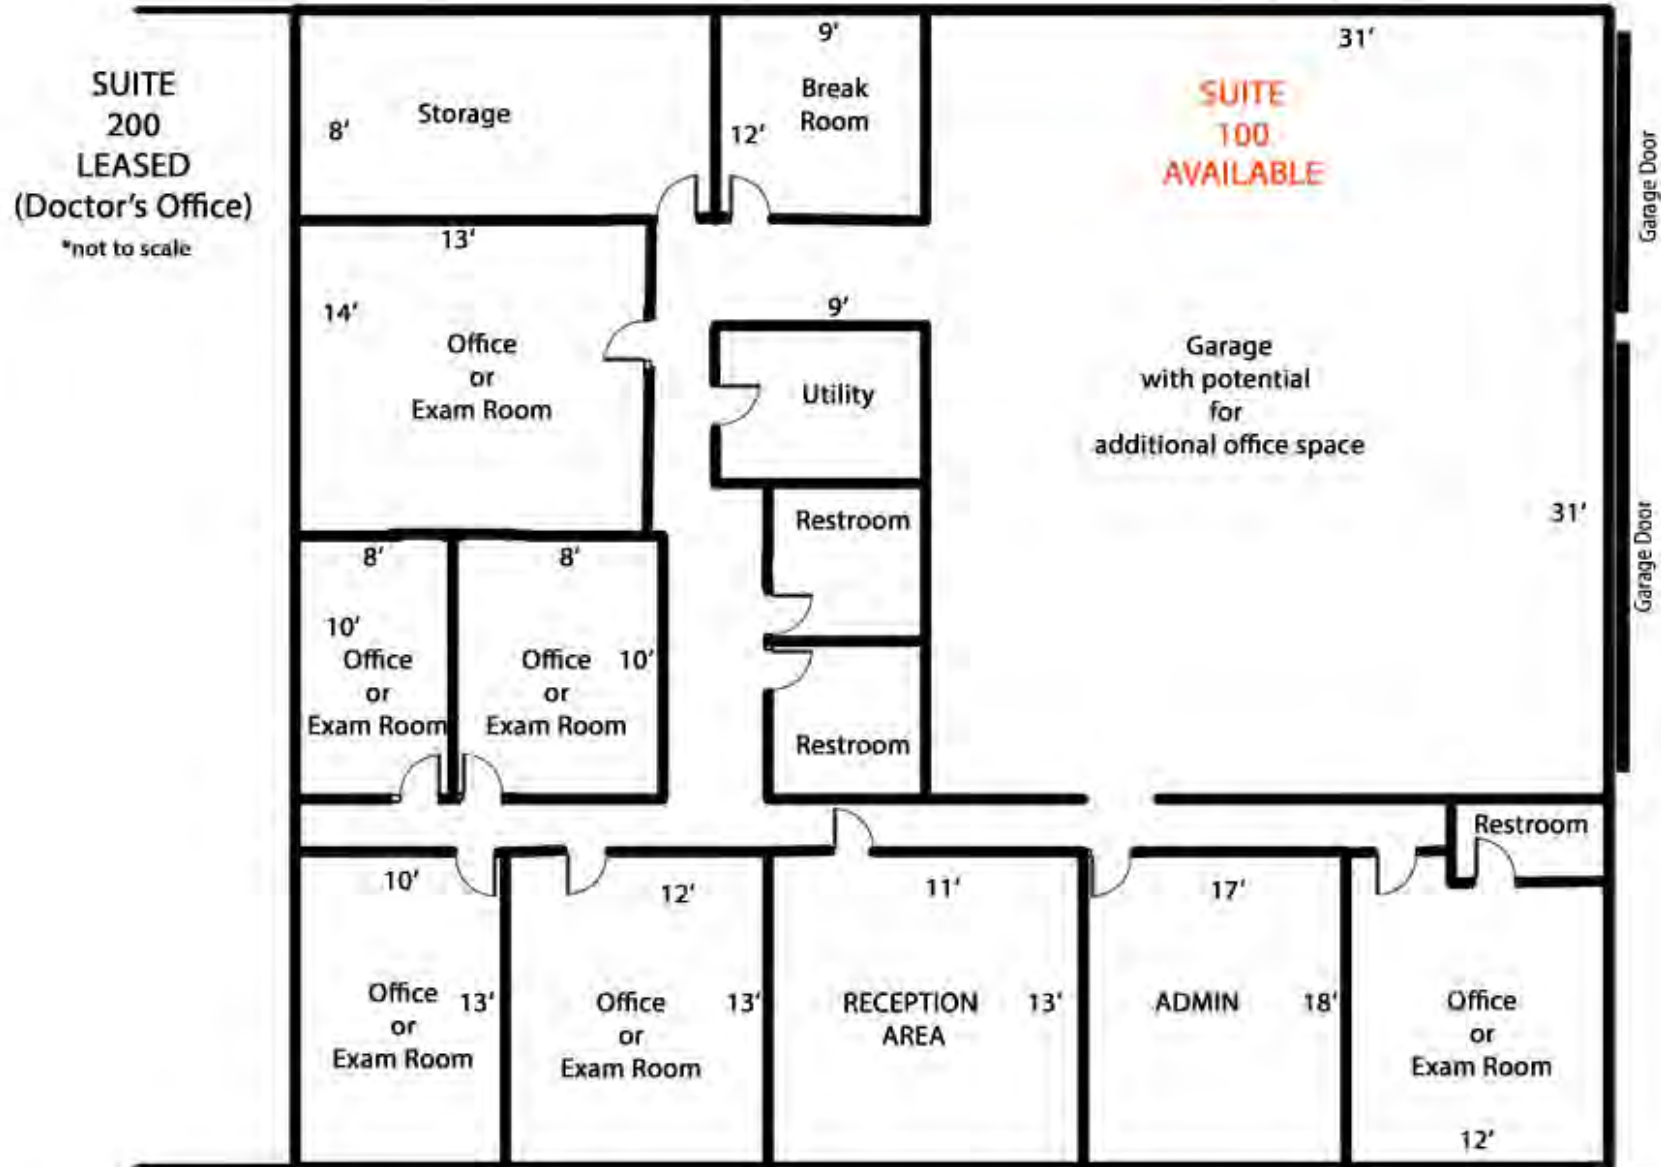 SUITE
200
LEASED
(Doctor's Office)
*not to scale
8'
Storage
9'
Break
Room
12'
31'
SUITE
100
AVAILABLE
Garage Door
13'
14'
Office
or
Exam Room
9'
Utility
Garage
with potential
for
additional office space
31'
Garage Door
Restroom
8'
10'
Office
or
Exam Room
8'
Office
or
Exam Room
10'
Restroom
Restroom
10'
Office
or
Exam Room
13'
12'
Office
or
Exam Room
13'
11'
RECEPTION
AREA
13'
17'
ADMIN
18'
Office
or
Exam Room
12'